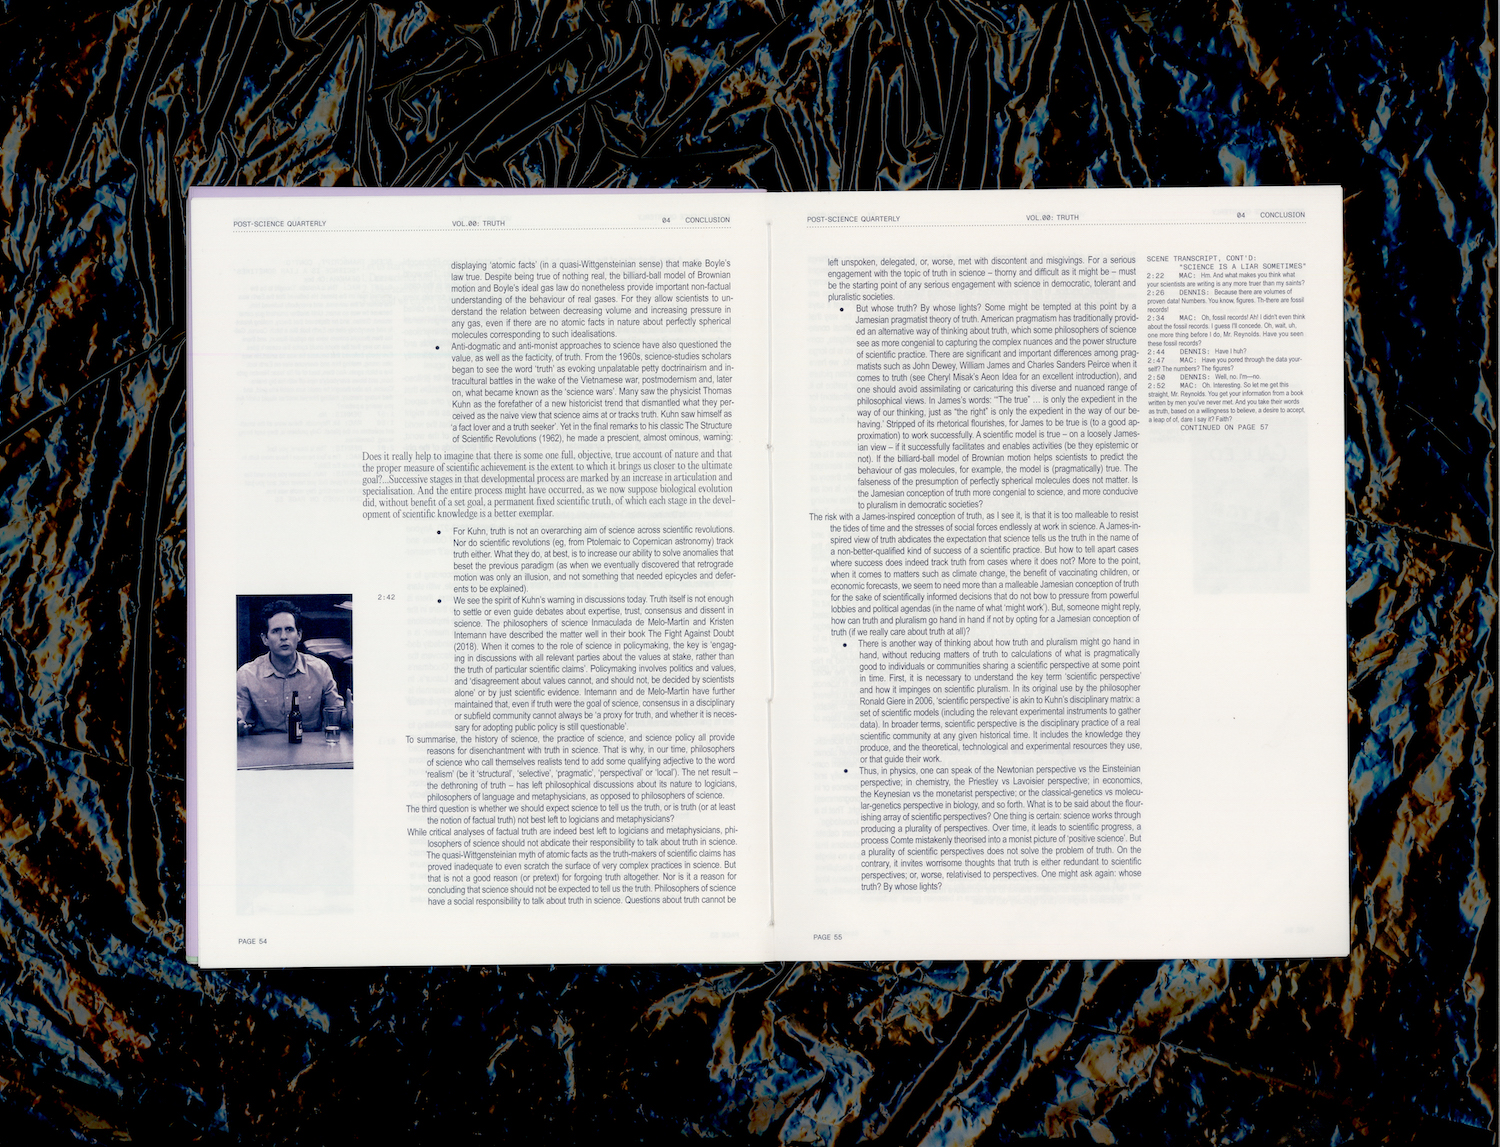 POST-SCIENCE QUARTERLY
VOL.00: TRUTH
04 CONCLUSION
displaying 'atomic facts' (in a quasi-Wittgensteinian sense) that make Boyle's
law true. Despite being true of nothing real, the billiard-ball model of Brownian
motion and Boyle's ideal gas law do nonetheless provide important non-factual
understanding of the behaviour of real gases. For they allow scientists to un-
derstand the relation between decreasing volume and increasing pressure in
any gas, even if there are no atomic facts in nature about perfectly spherical
molecules corresponding to such idealisations.
• Anti-dogmatic and anti-monist approaches to science have also questioned the
value, as well as the facticity, of truth. From the 1960s, science-studies scholars
began to see the word 'truth' as evoking unpalatable petty doctrinairism and in-
tracultural battles in the wake of the Vietnamese war, postmodernism and, later
on, what became known as the 'science wars'. Many saw the physicist Thomas
Kuhn as the forefather of a new historicist trend that dismantled what they per-
ceived as the naive view that science aims at or tracks truth. Kuhn saw himself as
'a fact lover and a truth seeker'. Yet in the final remarks to his classic The Structure
of Scientific Revolutions (1962), he made a prescient, almost ominous, warning:
Does it really help to imagine that there is some one full, objective, true account of nature and that
the proper measure of scientific achievement is the extent to which it brings us closer to the ultimate
goal?...Successive stages in that developmental process are marked by an increase in articulation and
specialisation. And the entire process might have occurred, as we now suppose biological evolution
did, without benefit of a set goal, a permanent fixed scientific truth, of which each stage in the devel-
opment of scientific knowledge is a better exemplar.
• For Kuhn, truth is not an overarching aim of science across scientific revolutions.
Nor do scientific revolutions (eg, from Ptolemaic to Copernican astronomy) track
truth either. What they do, at best, is to increase our ability to solve anomalies that
beset the previous paradigm (as when we eventually discovered that retrograde
motion was only an illusion, and not something that needed epicycles and defer-
ents to be explained).
2:42
• We see the spirit of Kuhn's warning in discussions today. Truth itself is not enough
to settle or even guide debates about expertise, trust, consensus and dissent in
science. The philosophers of science Inmaculada de Melo-Martín and Kristen
Intemann have described the matter well in their book The Fight Against Doubt
(2018). When it comes to the role of science in policymaking, the key is 'engag-
ing in discussions with all relevant parties about the values at stake, rather than
the truth of particular scientific claims'. Policymaking involves politics and values,
and 'disagreement about values cannot, and should not, be decided by scientists
alone' or by just scientific evidence. Intemann and de Melo-Martín have further
maintained that, even if truth were the goal of science, consensus in a disciplinary
or subfield community cannot always be 'a proxy for truth, and whether it is neces-
sary for adopting public policy is still questionable'.
To summarise, the history of science, the practice of science, and science policy all provide
reasons for disenchantment with truth in science. That is why, in our time, philosophers
of science who call themselves realists tend to add some qualifying adjective to the word
'realism' (be it 'structural', 'selective', 'pragmatic', 'perspectival' or 'local'). The net result –
the dethroning of truth – has left philosophical discussions about its nature to logicians,
philosophers of language and metaphysicians, as opposed to philosophers of science.
The third question is whether we should expect science to tell us the truth, or is truth (or at least
the notion of factual truth) not best left to logicians and metaphysicians?
While critical analyses of factual truth are indeed best left to logicians and metaphysicians, phi-
losophers of science should not abdicate their responsibility to talk about truth in science.
The quasi-Wittgensteinian myth of atomic facts as the truth-makers of scientific claims has
proved inadequate to even scratch the surface of very complex practices in science. But
that is not a good reason (or pretext) for forgoing truth altogether. Nor is it a reason for
concluding that science should not be expected to tell us the truth. Philosophers of science
have a social responsibility to talk about truth in science. Questions about truth cannot be
PAGE 54
POST-SCIENCE QUARTERLY
VOL.00: TRUTH
04 CONCLUSION
left unspoken, delegated, or, worse, met with discontent and misgivings. For a serious
engagement with the topic of truth in science – thorny and difficult as it might be – must
be the starting point of any serious engagement with science in democratic, tolerant and
pluralistic societies.
• But whose truth? By whose lights? Some might be tempted at this point by a
Jamesian pragmatist theory of truth. American pragmatism has traditionally provid-
ed an alternative way of thinking about truth, which some philosophers of science
see as more congenial to capturing the complex nuances and the power structure
of scientific practice. There are significant and important differences among prag-
matists such as John Dewey, William James and Charles Sanders Peirce when it
comes to truth (see Cheryl Misak's Aeon Idea for an excellent introduction), and
one should avoid assimilating or caricaturing this diverse and nuanced range of
philosophical views. In James's words: '"The true" … is only the expedient in the
way of our thinking, just as "the right" is only the expedient in the way of our be-
having.' Stripped of its rhetorical flourishes, for James to be true is (to a good ap-
proximation) to work successfully. A scientific model is true – on a loosely James-
ian view – if it successfully facilitates and enables activities (be they epistemic or
not). If the billiard-ball model of Brownian motion helps scientists to predict the
behaviour of gas molecules, for example, the model is (pragmatically) true. The
falseness of the presumption of perfectly spherical molecules does not matter. Is
the Jamesian conception of truth more congenial to science, and more conducive
to pluralism in democratic societies?
The risk with a James-inspired conception of truth, as I see it, is that it is too malleable to resist
the tides of time and the stresses of social forces endlessly at work in science. A James-in-
spired view of truth abdicates the expectation that science tells us the truth in the name of
a non-better-qualified kind of success of a scientific practice. But how to tell apart cases
where success does indeed track truth from cases where it does not? More to the point,
when it comes to matters such as climate change, the benefit of vaccinating children, or
economic forecasts, we seem to need more than a malleable Jamesian conception of truth
for the sake of scientifically informed decisions that do not bow to pressure from powerful
lobbies and political agendas (in the name of what 'might work'). But, someone might reply,
how can truth and pluralism go hand in hand if not by opting for a Jamesian conception of
truth (if we really care about truth at all)?
• There is another way of thinking about how truth and pluralism might go hand in
hand, without reducing matters of truth to calculations of what is pragmatically
good to individuals or communities sharing a scientific perspective at some point
in time. First, it is necessary to understand the key term 'scientific perspective'
and how it impinges on scientific pluralism. In its original use by the philosopher
Ronald Giere in 2006, 'scientific perspective' is akin to Kuhn's disciplinary matrix: a
set of scientific models (including the relevant experimental instruments to gather
data). In broader terms, scientific perspective is the disciplinary practice of a real
scientific community at any given historical time. It includes the knowledge they
produce, and the theoretical, technological and experimental resources they use,
or that guide their work.
• Thus, in physics, one can speak of the Newtonian perspective vs the Einsteinian
perspective; in chemistry, the Priestley vs Lavoisier perspective; in economics,
the Keynesian vs the monetarist perspective; or the classical-genetics vs molecu-
lar-genetics perspective in biology, and so forth. What is to be said about the flour-
ishing array of scientific perspectives? One thing is certain: science works through
producing a plurality of perspectives. Over time, it leads to scientific progress, a
process Comte mistakenly theorised into a monist picture of 'positive science'. But
a plurality of scientific perspectives does not solve the problem of truth. On the
contrary, it invites worrisome thoughts that truth is either redundant to scientific
perspectives; or, worse, relativised to perspectives. One might ask again: whose
truth? By whose lights?
SCENE TRANSCRIPT, CONT'D:
"SCIENCE IS A LIAR SOMETIMES"
2:22 MAC: Hm. And what makes you think what
your scientists are writing is any more truer than my saints?
2:26 DENNIS: Because there are volumes of
proven data! Numbers. You know, figures. Th-there are fossil
records!
2:34 MAC: Oh, fossil records! Ah! I didn't even think
about the fossil records. I guess I'll concede. Oh, wait, uh,
one more thing before I do, Mr. Reynolds. Have you seen
these fossil records?
2:44 DENNIS: Have I huh?
2:47 MAC: Have you pored through the data your-
self? The numbers? The figures?
2:50 DENNIS: Well, no. I'm—no.
2:52 MAC: Oh. Interesting. So let me get this
straight, Mr. Reynolds. You get your information from a book
written by men you've never met. And you take their words
as truth, based on a willingness to believe, a desire to accept,
a leap of of, dare I say it? Faith?
CONTINUED ON PAGE 57
PAGE 55